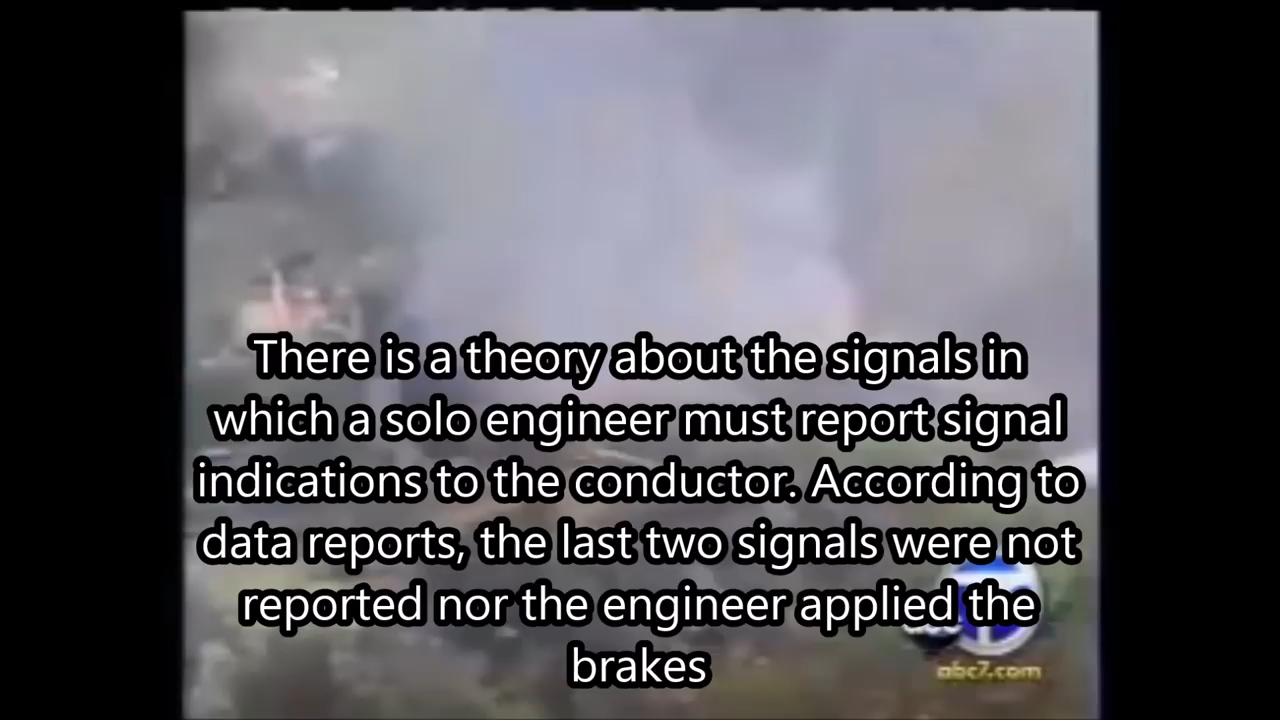 There is a theory about the signals in
which a solo engineer must report signal
indications to the conductor. According to
data reports, the last two signals were not
reported nor the engineer applied the
brakes
abc7.com